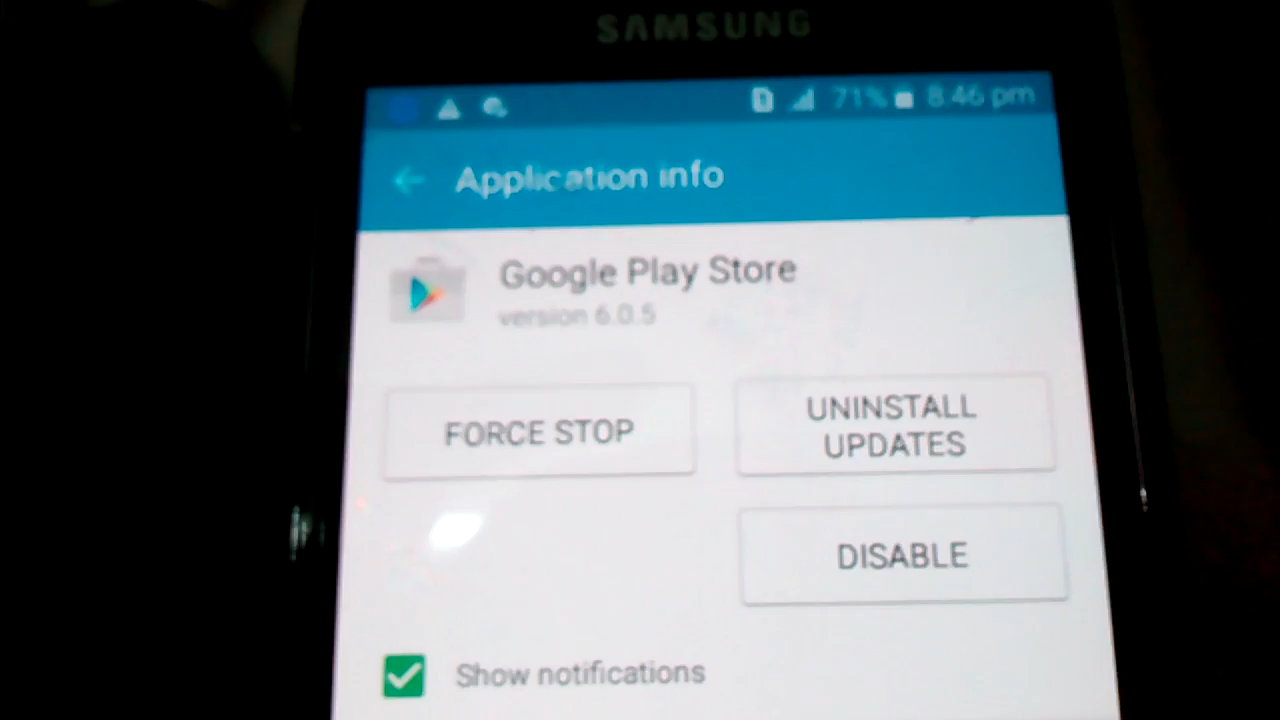 SAMSUNG
71% 8:46 pm
Application info
Google Play Store
version 6.0.5
FORCE STOP
UNINSTALL
UPDATES
DISABLE
Show notifications